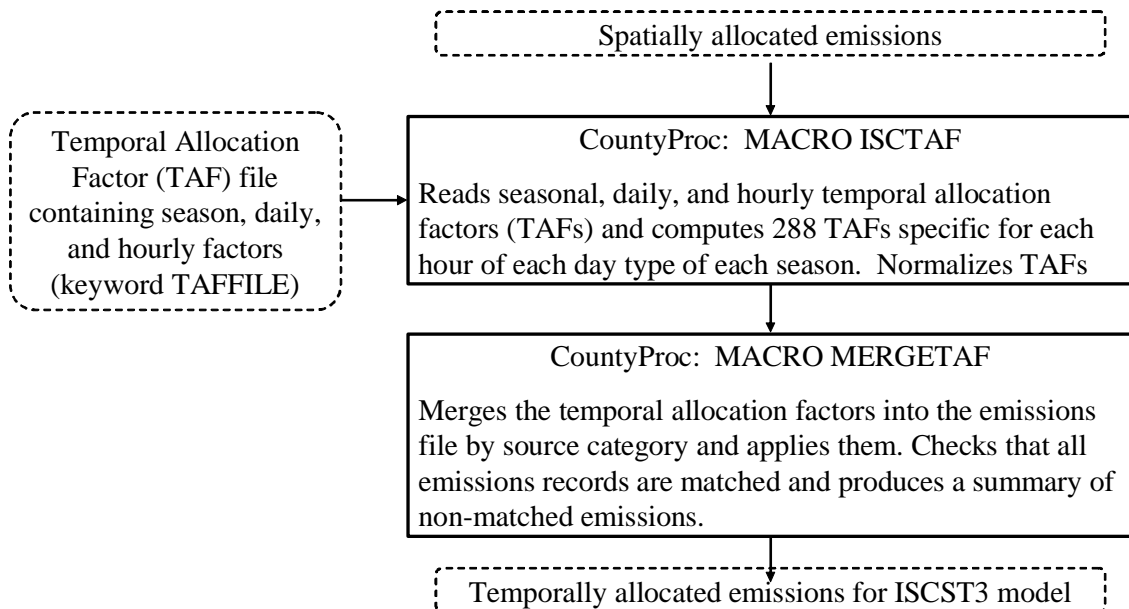 Spatially allocated emissions
Temporal Allocation
Factor (TAF) file
containing season, daily,
and hourly factors
(keyword TAFFILE)
CountyProc:  MACRO ISCTAF
Reads seasonal, daily, and hourly temporal allocation
factors (TAFs) and computes 288 TAFs specific for each
hour of each day type of each season.  Normalizes TAFs
CountyProc:  MACRO MERGETAF
Merges the temporal allocation factors into the emissions
file by source category and applies them. Checks that all
emissions records are matched and produces a summary of
non-matched emissions.
Temporally allocated emissions for ISCST3 model